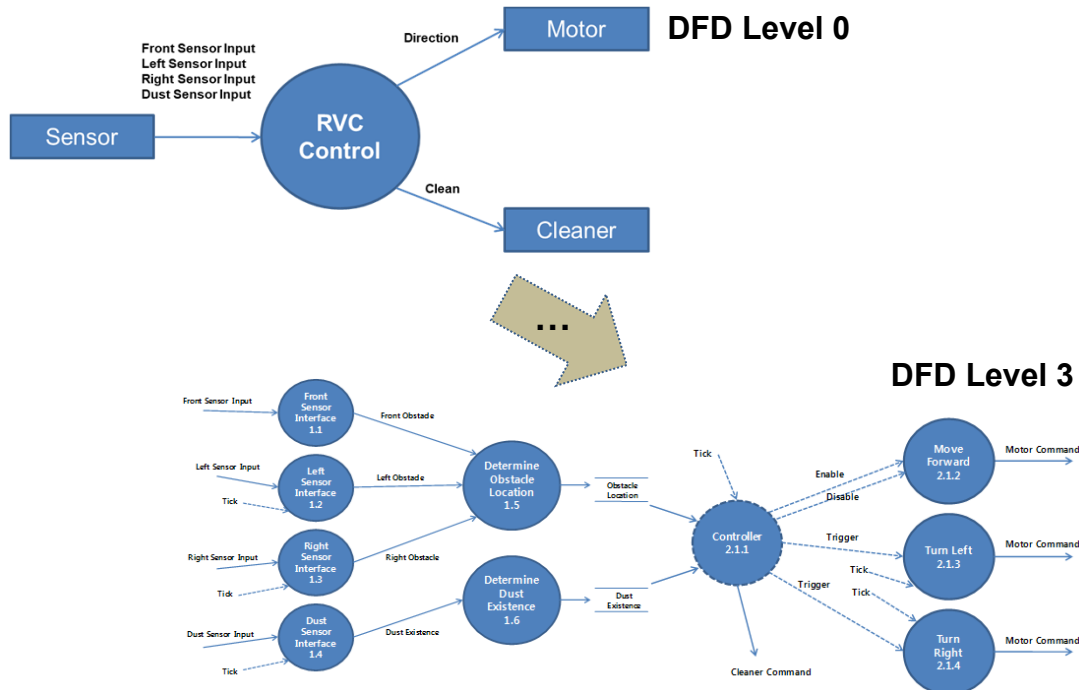 DFD Level 0
Motor
Direction
Front Sensor Input
Left Sensor Input
Right Sensor Input
Dust Sensor Input
Sensor
RVC
Control
Clean
Cleaner
...
DFD Level 3
Front Sensor Input
Front
Sensor
Interface
1.1
Front Obstade
Left Sensor Input
Tick
Left
Sensor
Interface
1.2
Left Obstade
Right Sensor Input
Tick
Right
Sensor
Interface
1.3
Right Obstacle
Dust Sensor Input
Tick
Dust
Sensor
Interface
1.4
Dust Existence
Determine
Obstacle
Location
1.5
Obstacle
Location
Determine
Dust
Existence
1.6
Dust
Existence
Tick
Controller
2.1.1
Cleaner Command
Enable
Disable
Move
Forward
2.1.2
Motor Command
Trigger
Tick
Turn Left
2.1.3
Motor Command
Trigger
Tick
Turn
Right
2.1.4
Motor Command